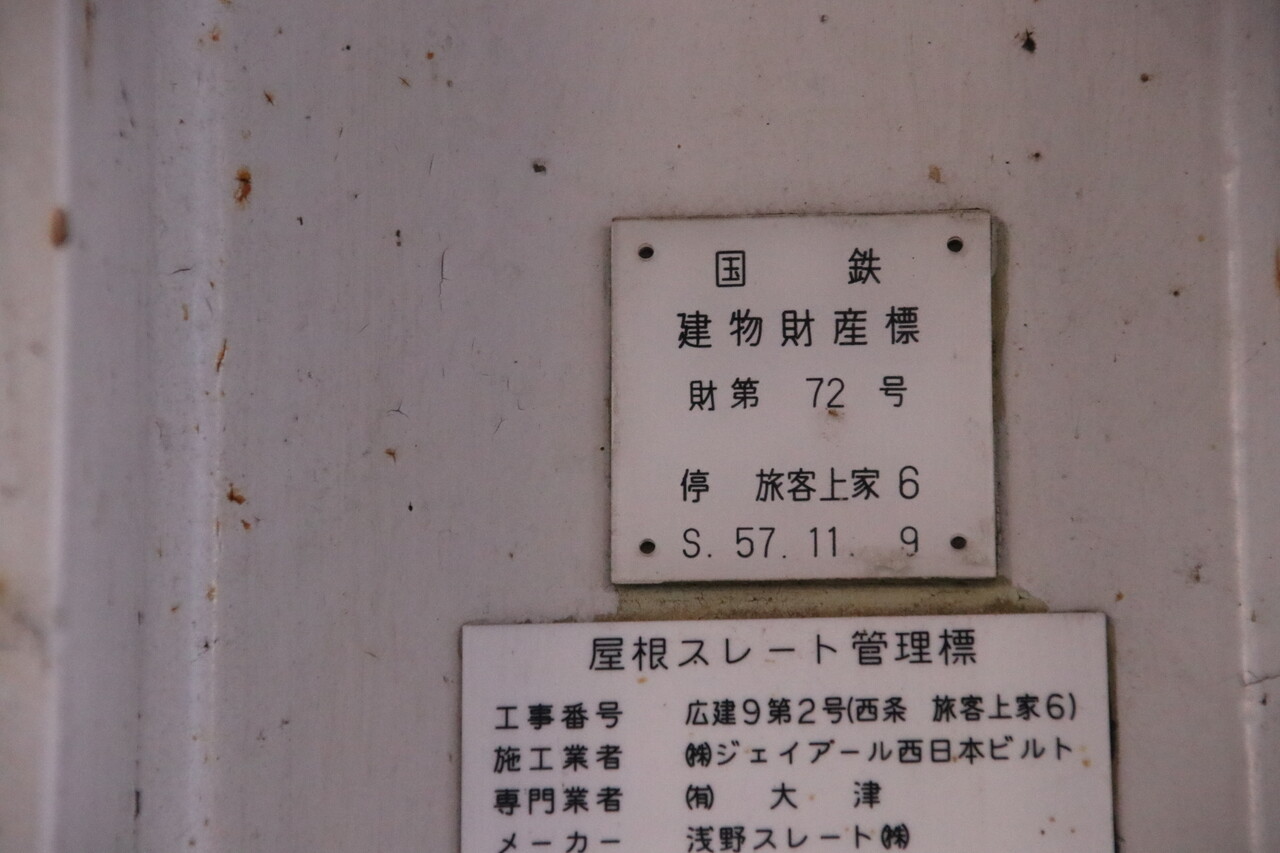 国 鉄
建物財産標
財第 72 号
停 旅客上家 6
S. 57. 11. 9
屋根スレート管理標
工事番号 広建9第2号(西条 旅客上家6)
施工業者 ㈱ジェイアール西日本ビルト
専門業者 ㈲ 大 津
メーカー 浅野スレート㈱